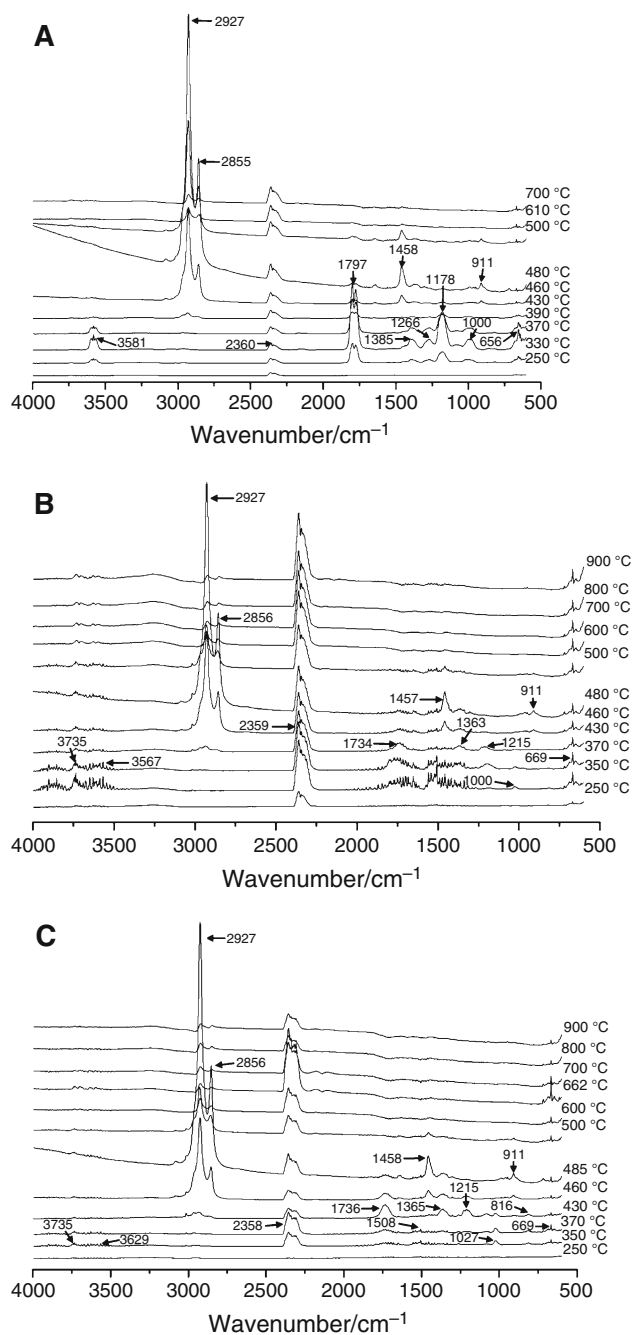 A
2927
2855
700 °C
610 °C
500 °C
480 °C
460 °C
430 °C
390 °C
370 °C
330 °C
250 °C
1797
1458
911
1178
1266
1000
1385
656
3581
2360
4000 3500 3000 2500 2000 1500 1000 500
Wavenumber/cm⁻¹
B
2927
2856
900 °C
800 °C
700 °C
600 °C
500 °C
480 °C
460 °C
430 °C
370 °C
350 °C
250 °C
1457
911
2359
1363
1734
1215
3735
3567
669
1000
4000 3500 3000 2500 2000 1500 1000 500
Wavenumber/cm⁻¹
C
2927
2856
900 °C
800 °C
700 °C
662 °C
600 °C
500 °C
485 °C
460 °C
430 °C
370 °C
350 °C
250 °C
1458
911
1215
1736
1365
816
2358
1508
669
3735
3629
1027
4000 3500 3000 2500 2000 1500 1000 500
Wavenumber/cm⁻¹